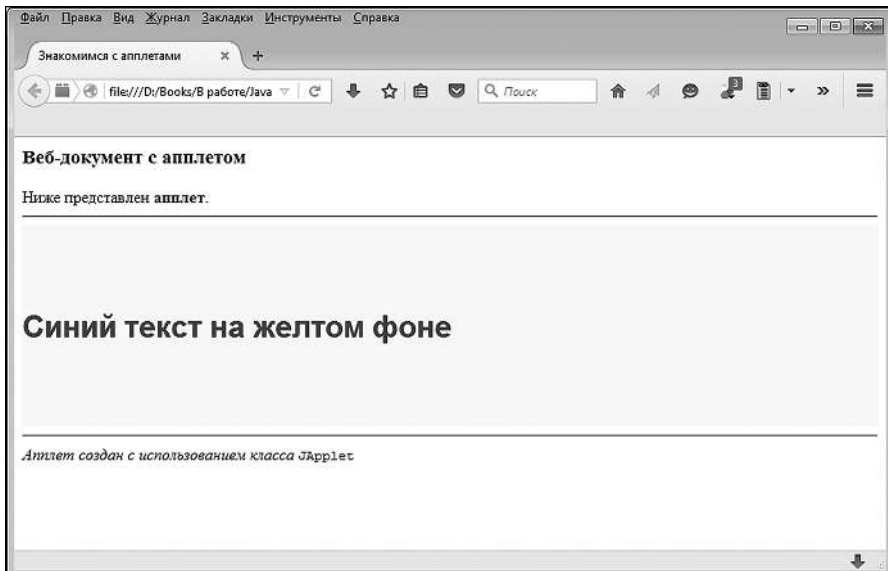 Файл Правка Вид Журнал Закладки Инструменты Справка
Знакомимся с апплетами
file:///D:/Books/В работе/Java
Поиск
3
Веб-документ с апплетом
Ниже представлен апплет.
Синий текст на желтом фоне
Апплет создан с использованием класса JApplet